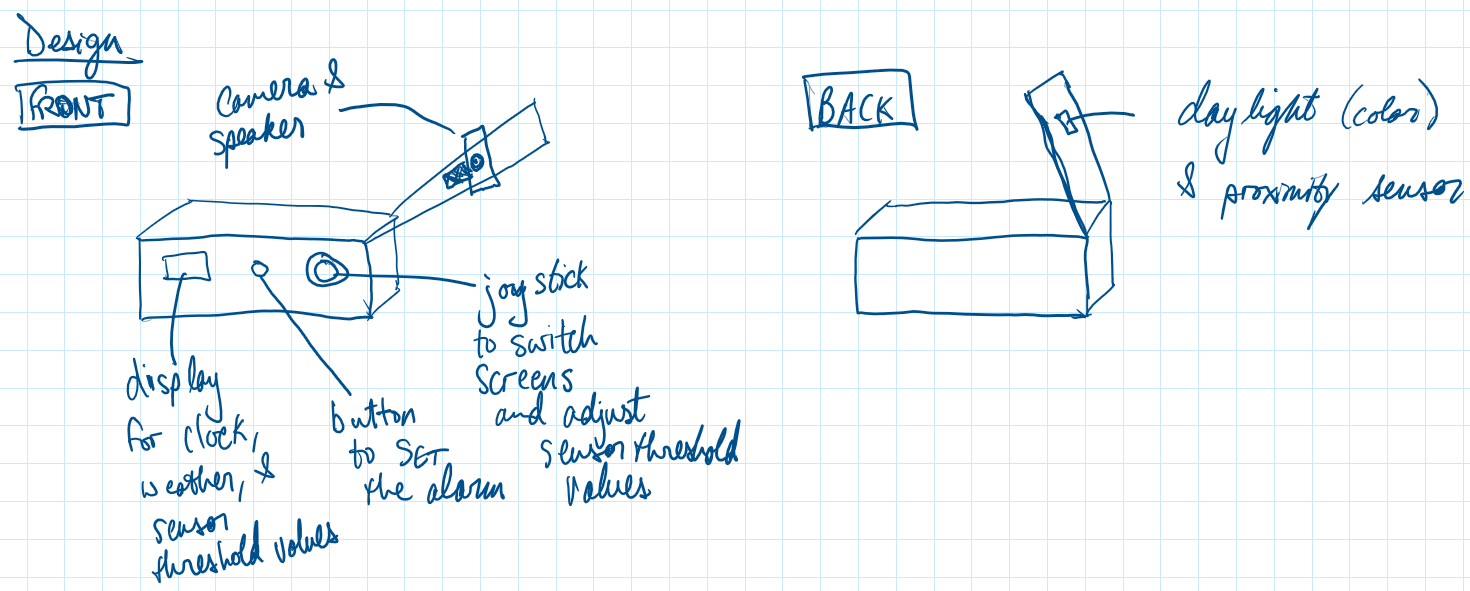 Design
FRONT
Camera &
speaker
display
for clock,
weather, &
sensor
threshold values
button
to SET
the alarm
joystick
to switch
screens
and adjust
sensor threshold
values
BACK
daylight (color)
& proximity sensor